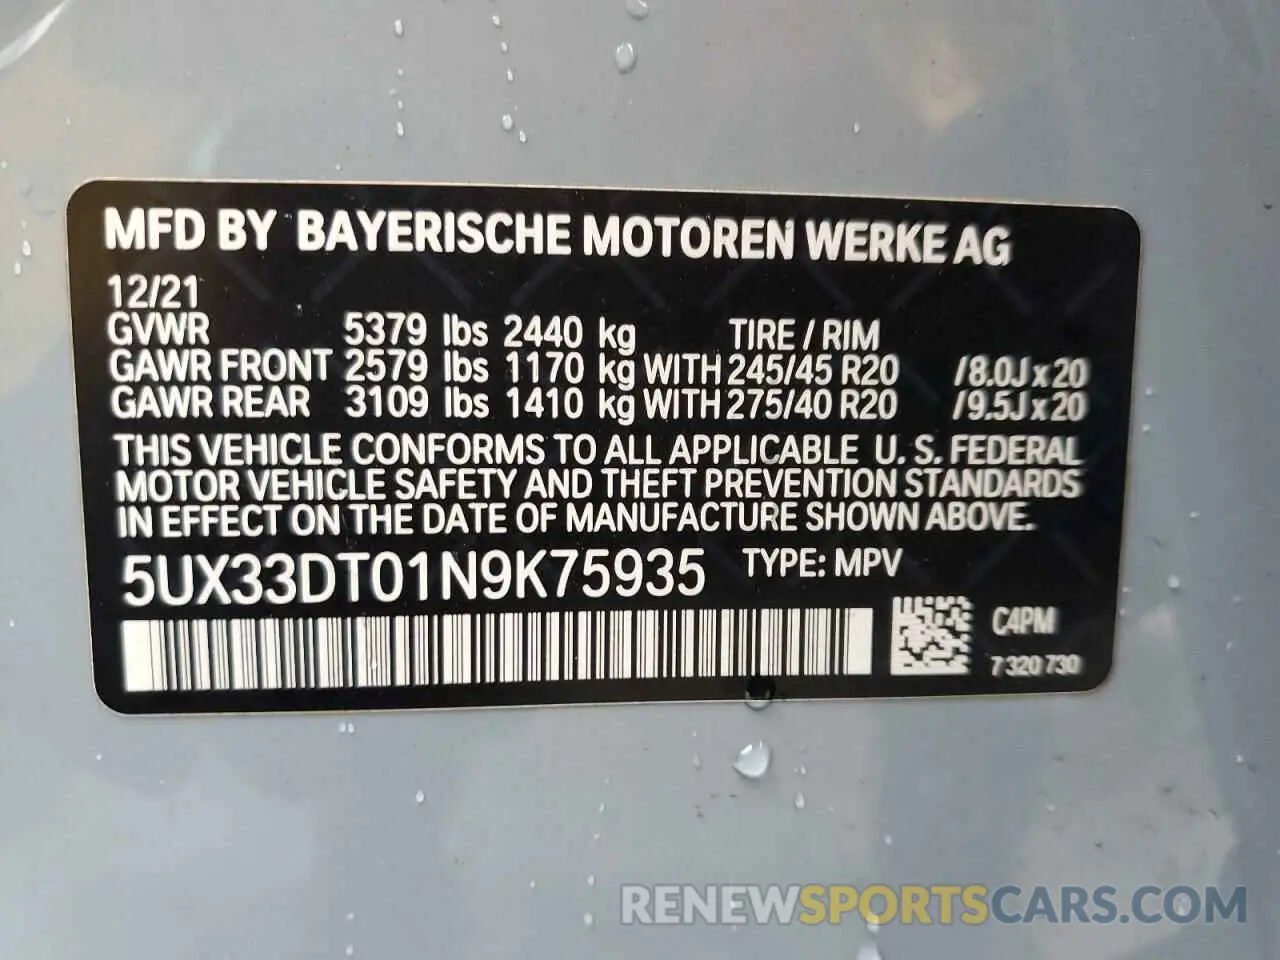 MFD BY BAYERISCHE MOTOREN WERKE AG
12/21
GVWR 5379 lbs 2440 kg TIRE / RIM
GAWR FRONT 2579 lbs 1170 kg WITH 245/45 R20 /8.0J x 20
GAWR REAR 3109 lbs 1410 kg WITH 275/40 R20 /9.5J x 20
THIS VEHICLE CONFORMS TO ALL APPLICABLE U. S. FEDERAL
MOTOR VEHICLE SAFETY AND THEFT PREVENTION STANDARDS
IN EFFECT ON THE DATE OF MANUFACTURE SHOWN ABOVE.
5UX33DT01N9K75935 TYPE: MPV
C4PM
7 320 730
RENEWSPORTSCARS.COM